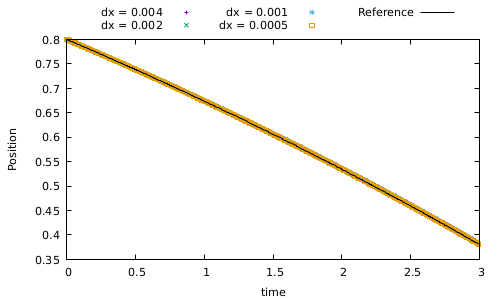 dx = 0.004 dx = 0.001 Reference
dx = 0.002 dx = 0.0005
0.8
0.75
0.7
0.65
0.6
0.55
0.5
0.45
0.4
0.35
Position
0 0.5 1 1.5 2 2.5 3
time